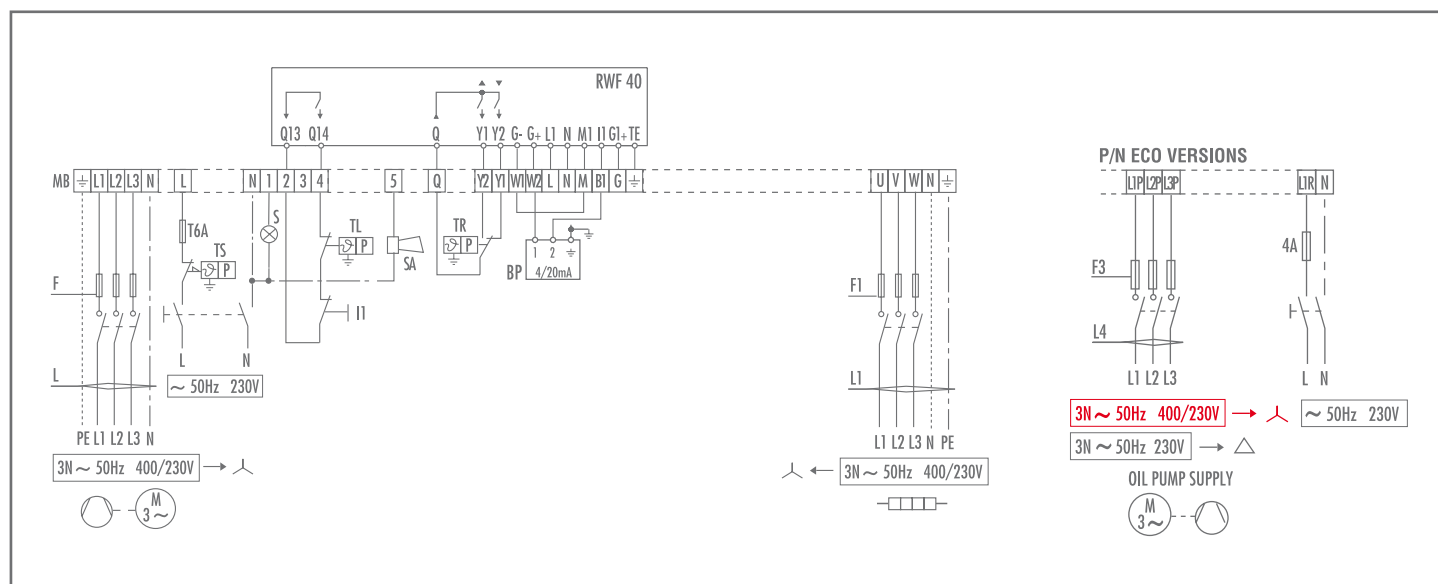 RWF 40
Q13 Q14 Q Y1 Y2 G- G+ L1 N M1 I1 G1+ TE
MB L1 L2 L3 N L N 1 2 3 4 5 Q Y2 Y1 W1 W2 L N M B1 G U V W N
P/N ECO VERSIONS
L1P L2P L3P L1R N
T6A
TS
P
S
TL
P
SA
TR
P
1 2
BP
4/20mA
F
I1
F1
F3
4A
L
L N
~ 50Hz 230V
L1
L4
PE L1 L2 L3 N
3N ~ 50Hz 400/230V
M
3~
L1 L2 L3 N PE
3N ~ 50Hz 400/230V
L1 L2 L3
L N
3N ~ 50Hz 400/230V
~ 50Hz 230V
3N ~ 50Hz 230V
OIL PUMP SUPPLY
M
3~